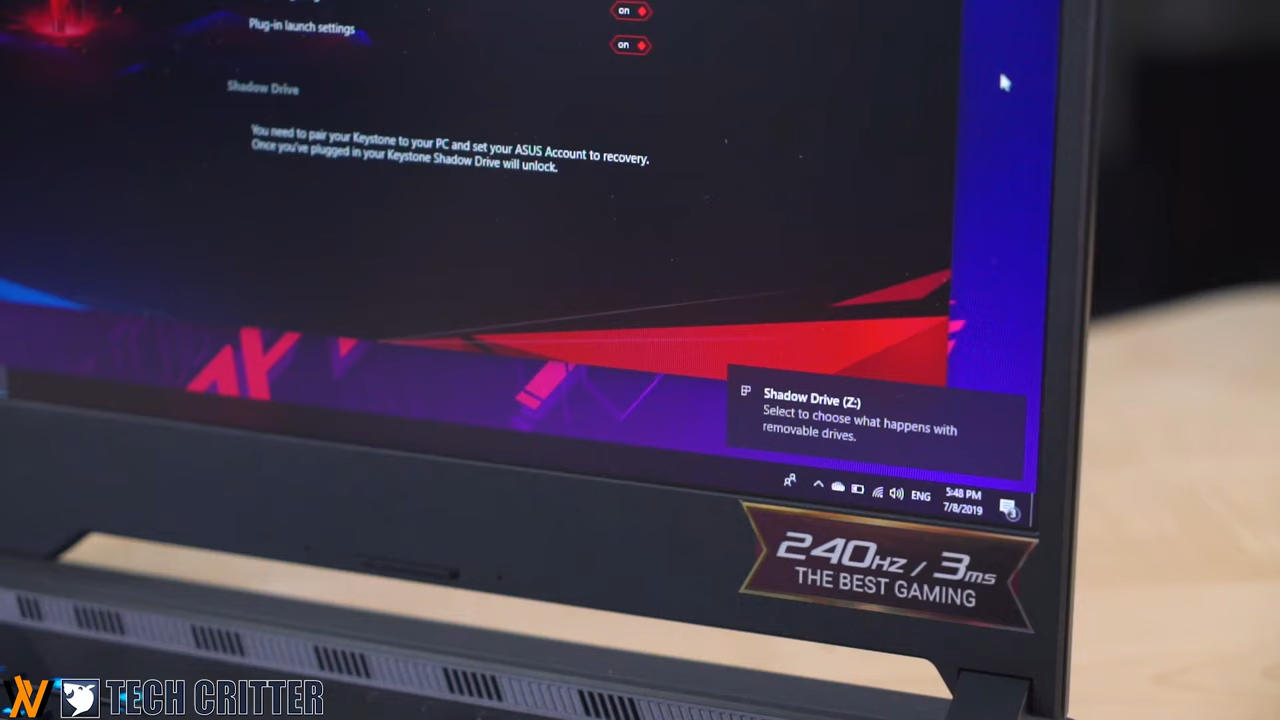 on
Plug-in launch settings
on
Shadow Drive
You need to pair your Keystone to your PC and set your ASUS Account to recovery.
Once you've plugged in your Keystone Shadow Drive will unlock.
Shadow Drive (Z:)
Select to choose what happens with
removable drives.
ENG
5:48 PM
7/8/2019
3
240HZ / 3ms
THE BEST GAMING
TECH CRITTER